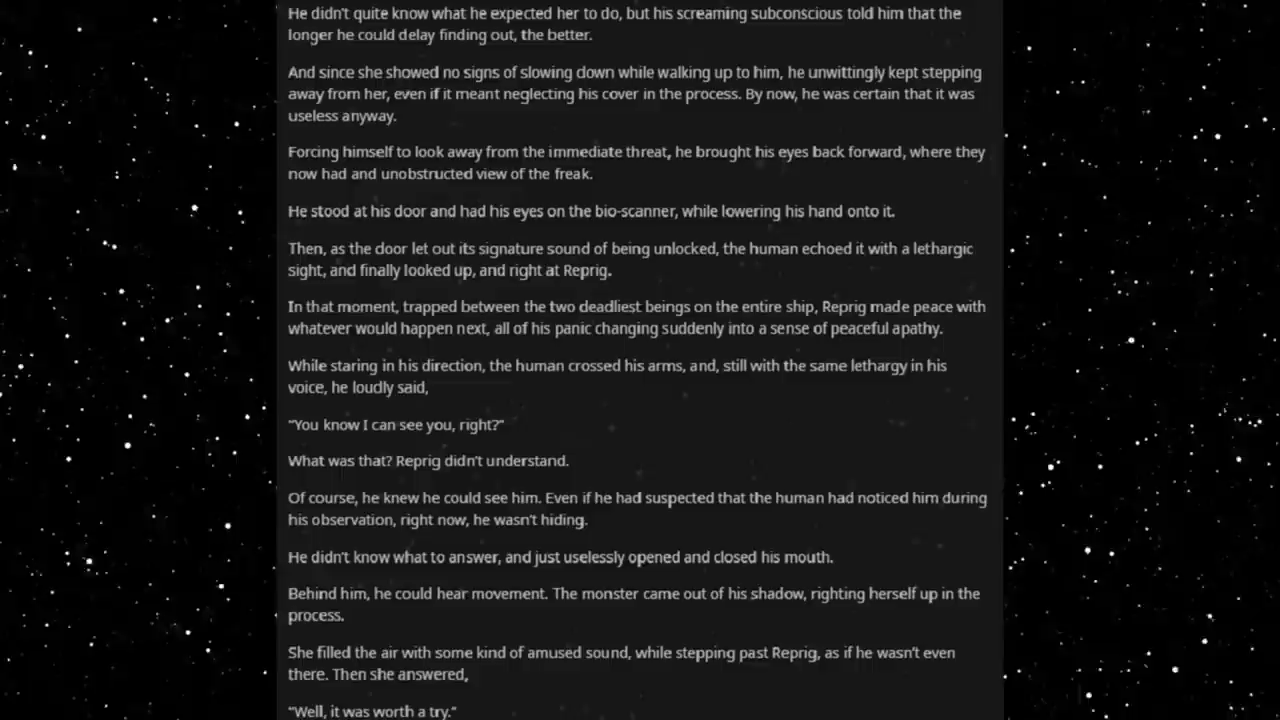 He didn't quite know what he expected her to do, but his screaming subconscious told him that the
longer he could delay finding out, the better.
And since she showed no signs of slowing down while walking up to him, he unwittingly kept stepping
away from her, even if it meant neglecting his cover in the process. By now, he was certain that it was
useless anyway.
Forcing himself to look away from the immediate threat, he brought his eyes back forward, where they
now had and unobstructed view of the freak.
He stood at his door and had his eyes on the bio-scanner, while lowering his hand onto it.
Then, as the door let out its signature sound of being unlocked, the human echoed it with a lethargic
sight, and finally looked up, and right at Reprig.
In that moment, trapped between the two deadliest beings on the entire ship, Reprig made peace with
whatever would happen next, all of his panic changing suddenly into a sense of peaceful apathy.
While staring in his direction, the human crossed his arms, and, still with the same lethargy in his
voice, he loudly said,
"You know I can see you, right?"
What was that? Reprig didn't understand.
Of course, he knew he could see him. Even if he had suspected that the human had noticed him during
his observation, right now, he wasn't hiding.
He didn't know what to answer, and just uselessly opened and closed his mouth.
Behind him, he could hear movement. The monster came out of his shadow, righting herself up in the
process.
She filled the air with some kind of amused sound, while stepping past Reprig, as if he wasn't even
there. Then she answered,
"Well, it was worth a try."